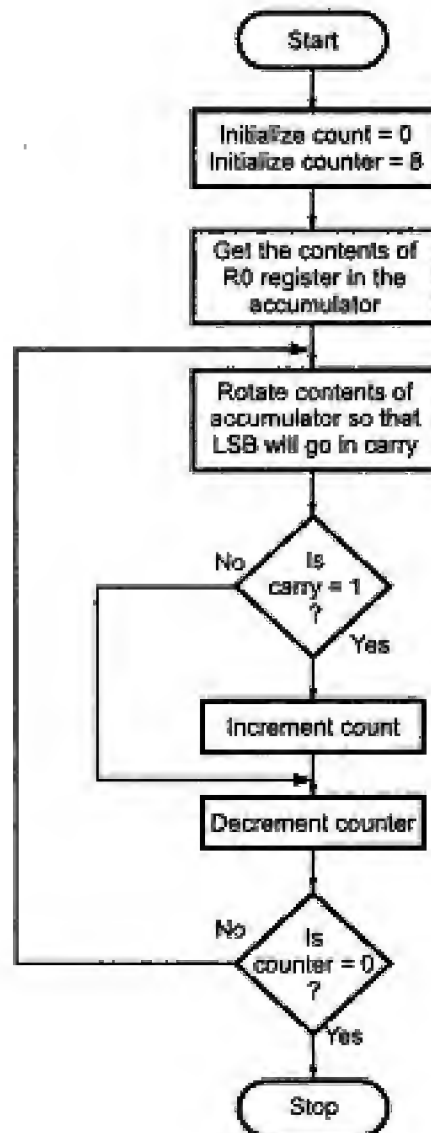 Start
Initialize count = 0
Initialize counter = 8
Get the contents of
R0 register in the
accumulator
Rotate contents of
accumulator so that
LSB will go in carry
No
Is
carry = 1
?
Yes
Increment count
Decrement counter
No
Is
counter = 0
?
Yes
Stop